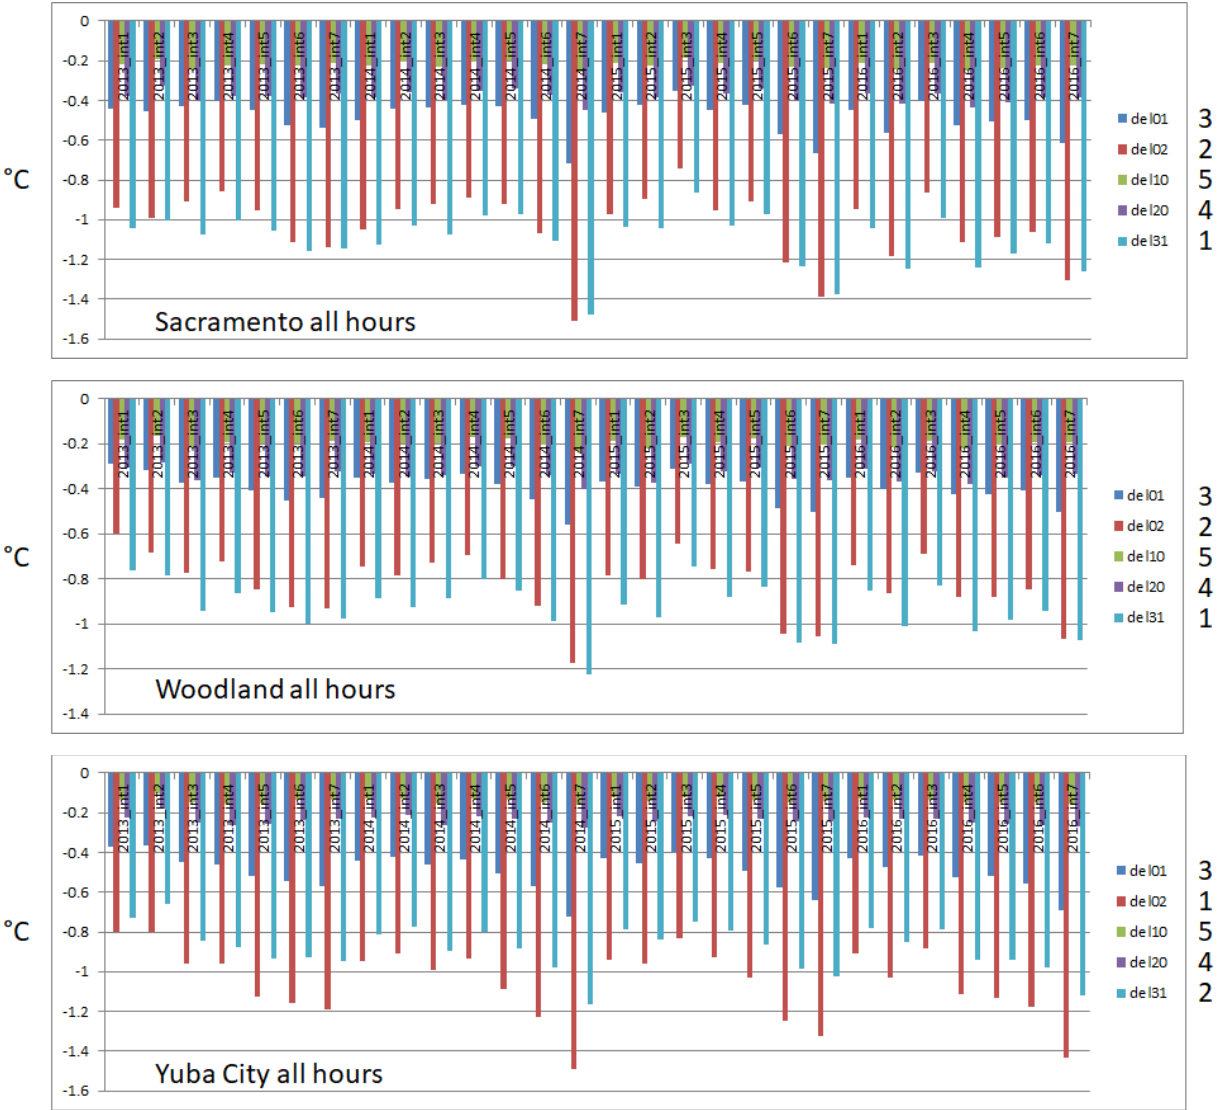 0
-0.2
-0.4
-0.6
-0.8
-1
-1.2
-1.4
-1.6
°C
2013_int1
2013_int2
2013_int3
2013_int4
2013_int5
2013_int6
2013_int7
2014_int1
2014_int2
2014_int3
2014_int4
2014_int5
2014_int6
2014_int7
2015_int1
2015_int2
2015_int3
2015_int4
2015_int5
2015_int6
2015_int7
2016_int1
2016_int2
2016_int3
2016_int4
2016_int5
2016_int6
2016_int7
Sacramento all hours
del01 3
del02 2
del10 5
del20 4
del31 1
0
-0.2
-0.4
-0.6
-0.8
-1
-1.2
-1.4
°C
2013_int1
2013_int2
2013_int3
2013_int4
2013_int5
2013_int6
2013_int7
2014_int1
2014_int2
2014_int3
2014_int4
2014_int5
2014_int6
2014_int7
2015_int1
2015_int2
2015_int3
2015_int4
2015_int5
2015_int6
2015_int7
2016_int1
2016_int2
2016_int3
2016_int4
2016_int5
2016_int6
2016_int7
Woodland all hours
del01 3
del02 2
del10 5
del20 4
del31 1
0
-0.2
-0.4
-0.6
-0.8
-1
-1.2
-1.4
-1.6
°C
2013_int1
2013_int2
2013_int3
2013_int4
2013_int5
2013_int6
2013_int7
2014_int1
2014_int2
2014_int3
2014_int4
2014_int5
2014_int6
2014_int7
2015_int1
2015_int2
2015_int3
2015_int4
2015_int5
2015_int6
2015_int7
2016_int1
2016_int2
2016_int3
2016_int4
2016_int5
2016_int6
2016_int7
Yuba City all hours
del01 3
del02 1
del10 5
del20 4
del31 2